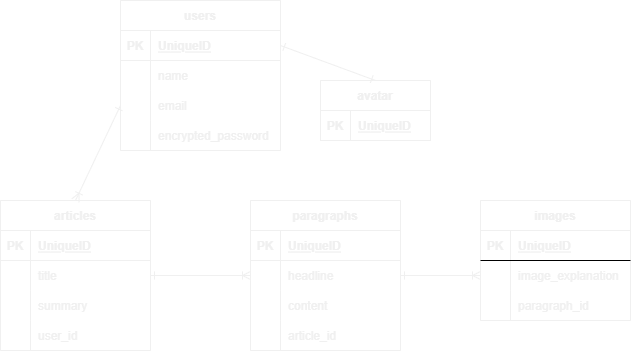 users
PK UniqueID
name
email
encrypted_password
avatar
PK UniqueID
articles
PK UniqueID
title
summary
user_id
paragraphs
PK UniqueID
headline
content
article_id
images
PK UniqueID
image_explanation
paragraph_id